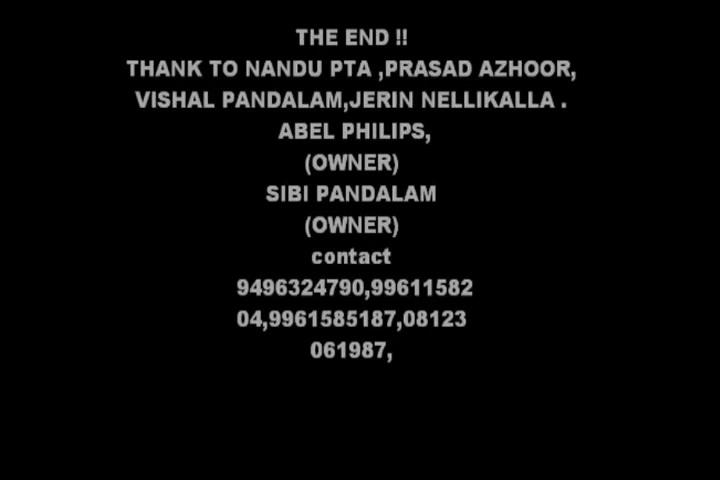 THE END !!
THANK TO NANDU PTA ,PRASAD AZHOOR,
VISHAL PANDALAM,JERIN NELLIKALLA .
ABEL PHILIPS,
(OWNER)
SIBI PANDALAM
(OWNER)
contact
9496324790,99611582
04,9961585187,08123
061987,